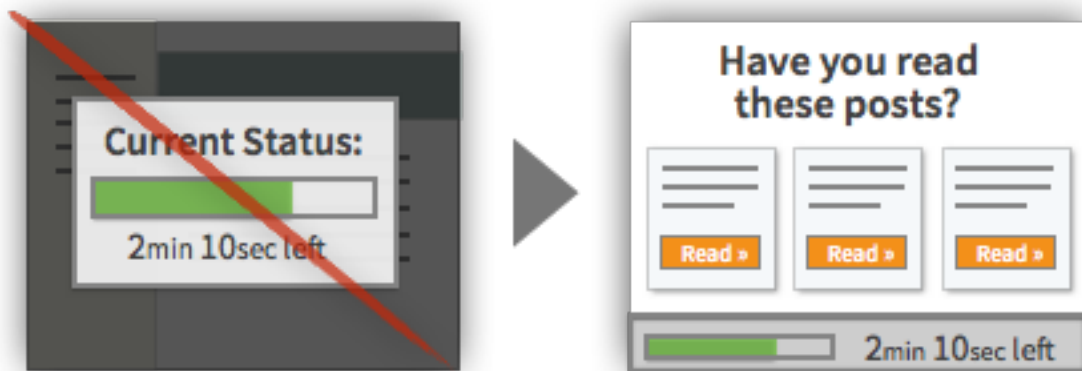 Current Status:
2min 10sec left
Have you read
these posts?
Read »
Read »
Read »
2min 10sec left